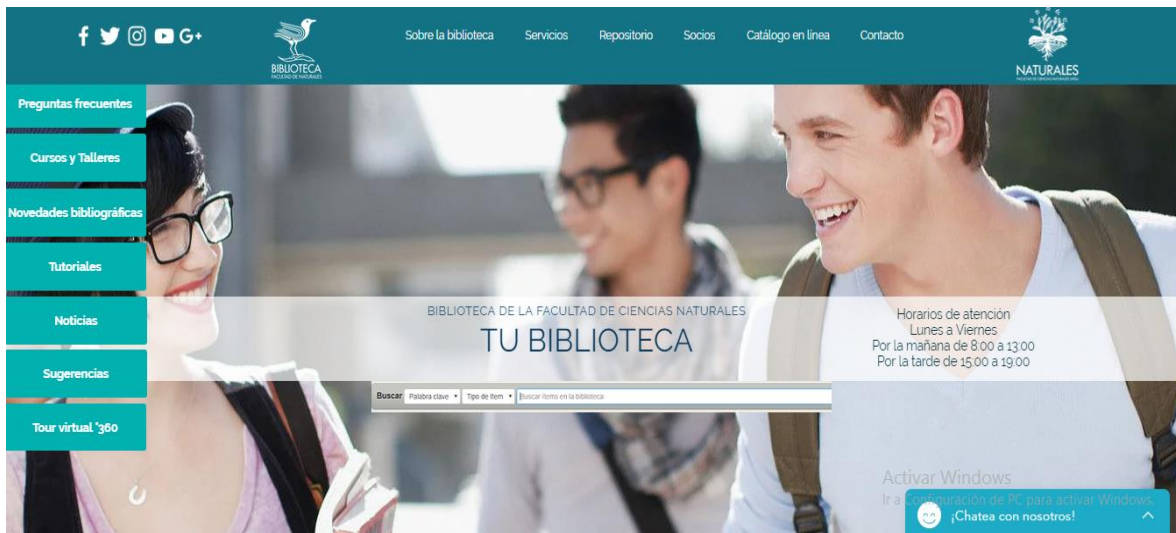 BIBLIOTECA
FACULTAD DE NATURALES
Sobre la biblioteca
Servicios
Repositorio
Socios
Catálogo en línea
Contacto
NATURALES
Preguntas frecuentes
Cursos y Talleres
Novedades bibliográficas
Tutoriales
Noticias
Sugerencias
Tour virtual °360
BIBLIOTECA DE LA FACULTAD DE CIENCIAS NATURALES
TU BIBLIOTECA
Horarios de atención
Lunes a Viernes
Por la mañana de 8:00 a 13:00
Por la tarde de 15:00 a 19:00
Buscar Palabra clave Tipo de Item Buscar ítems en la biblioteca
Activar Windows
Ir a Configuración de PC para activar Windows.
¡Chatea con nosotros!